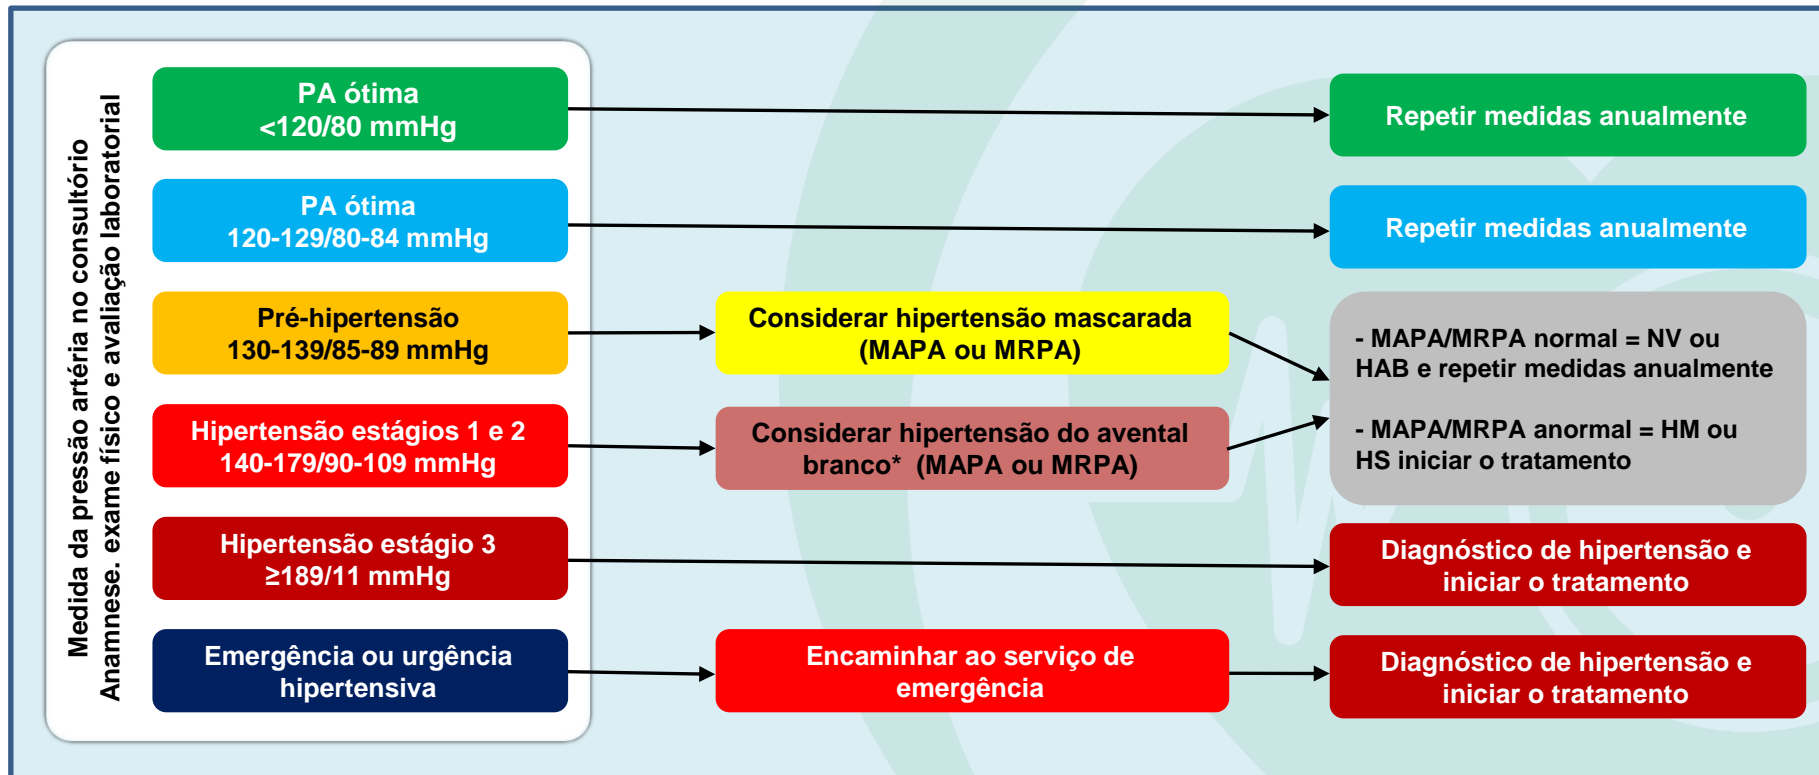 Medida da pressão artéria no consultório
Anamnese. exame físico e avaliação laboratorial
PA ótima
<120/80 mmHg
Repetir medidas anualmente
PA ótima
120-129/80-84 mmHg
Repetir medidas anualmente
Pré-hipertensão
130-139/85-89 mmHg
Considerar hipertensão mascarada
(MAPA ou MRPA)
Hipertensão estágios 1 e 2
140-179/90-109 mmHg
Considerar hipertensão do avental
branco* (MAPA ou MRPA)
- MAPA/MRPA normal = NV ou
HAB e repetir medidas anualmente
- MAPA/MRPA anormal = HM ou
HS iniciar o tratamento
Hipertensão estágio 3
≥189/11 mmHg
Diagnóstico de hipertensão e
iniciar o tratamento
Emergência ou urgência
hipertensiva
Encaminhar ao serviço de
emergência
Diagnóstico de hipertensão e
iniciar o tratamento